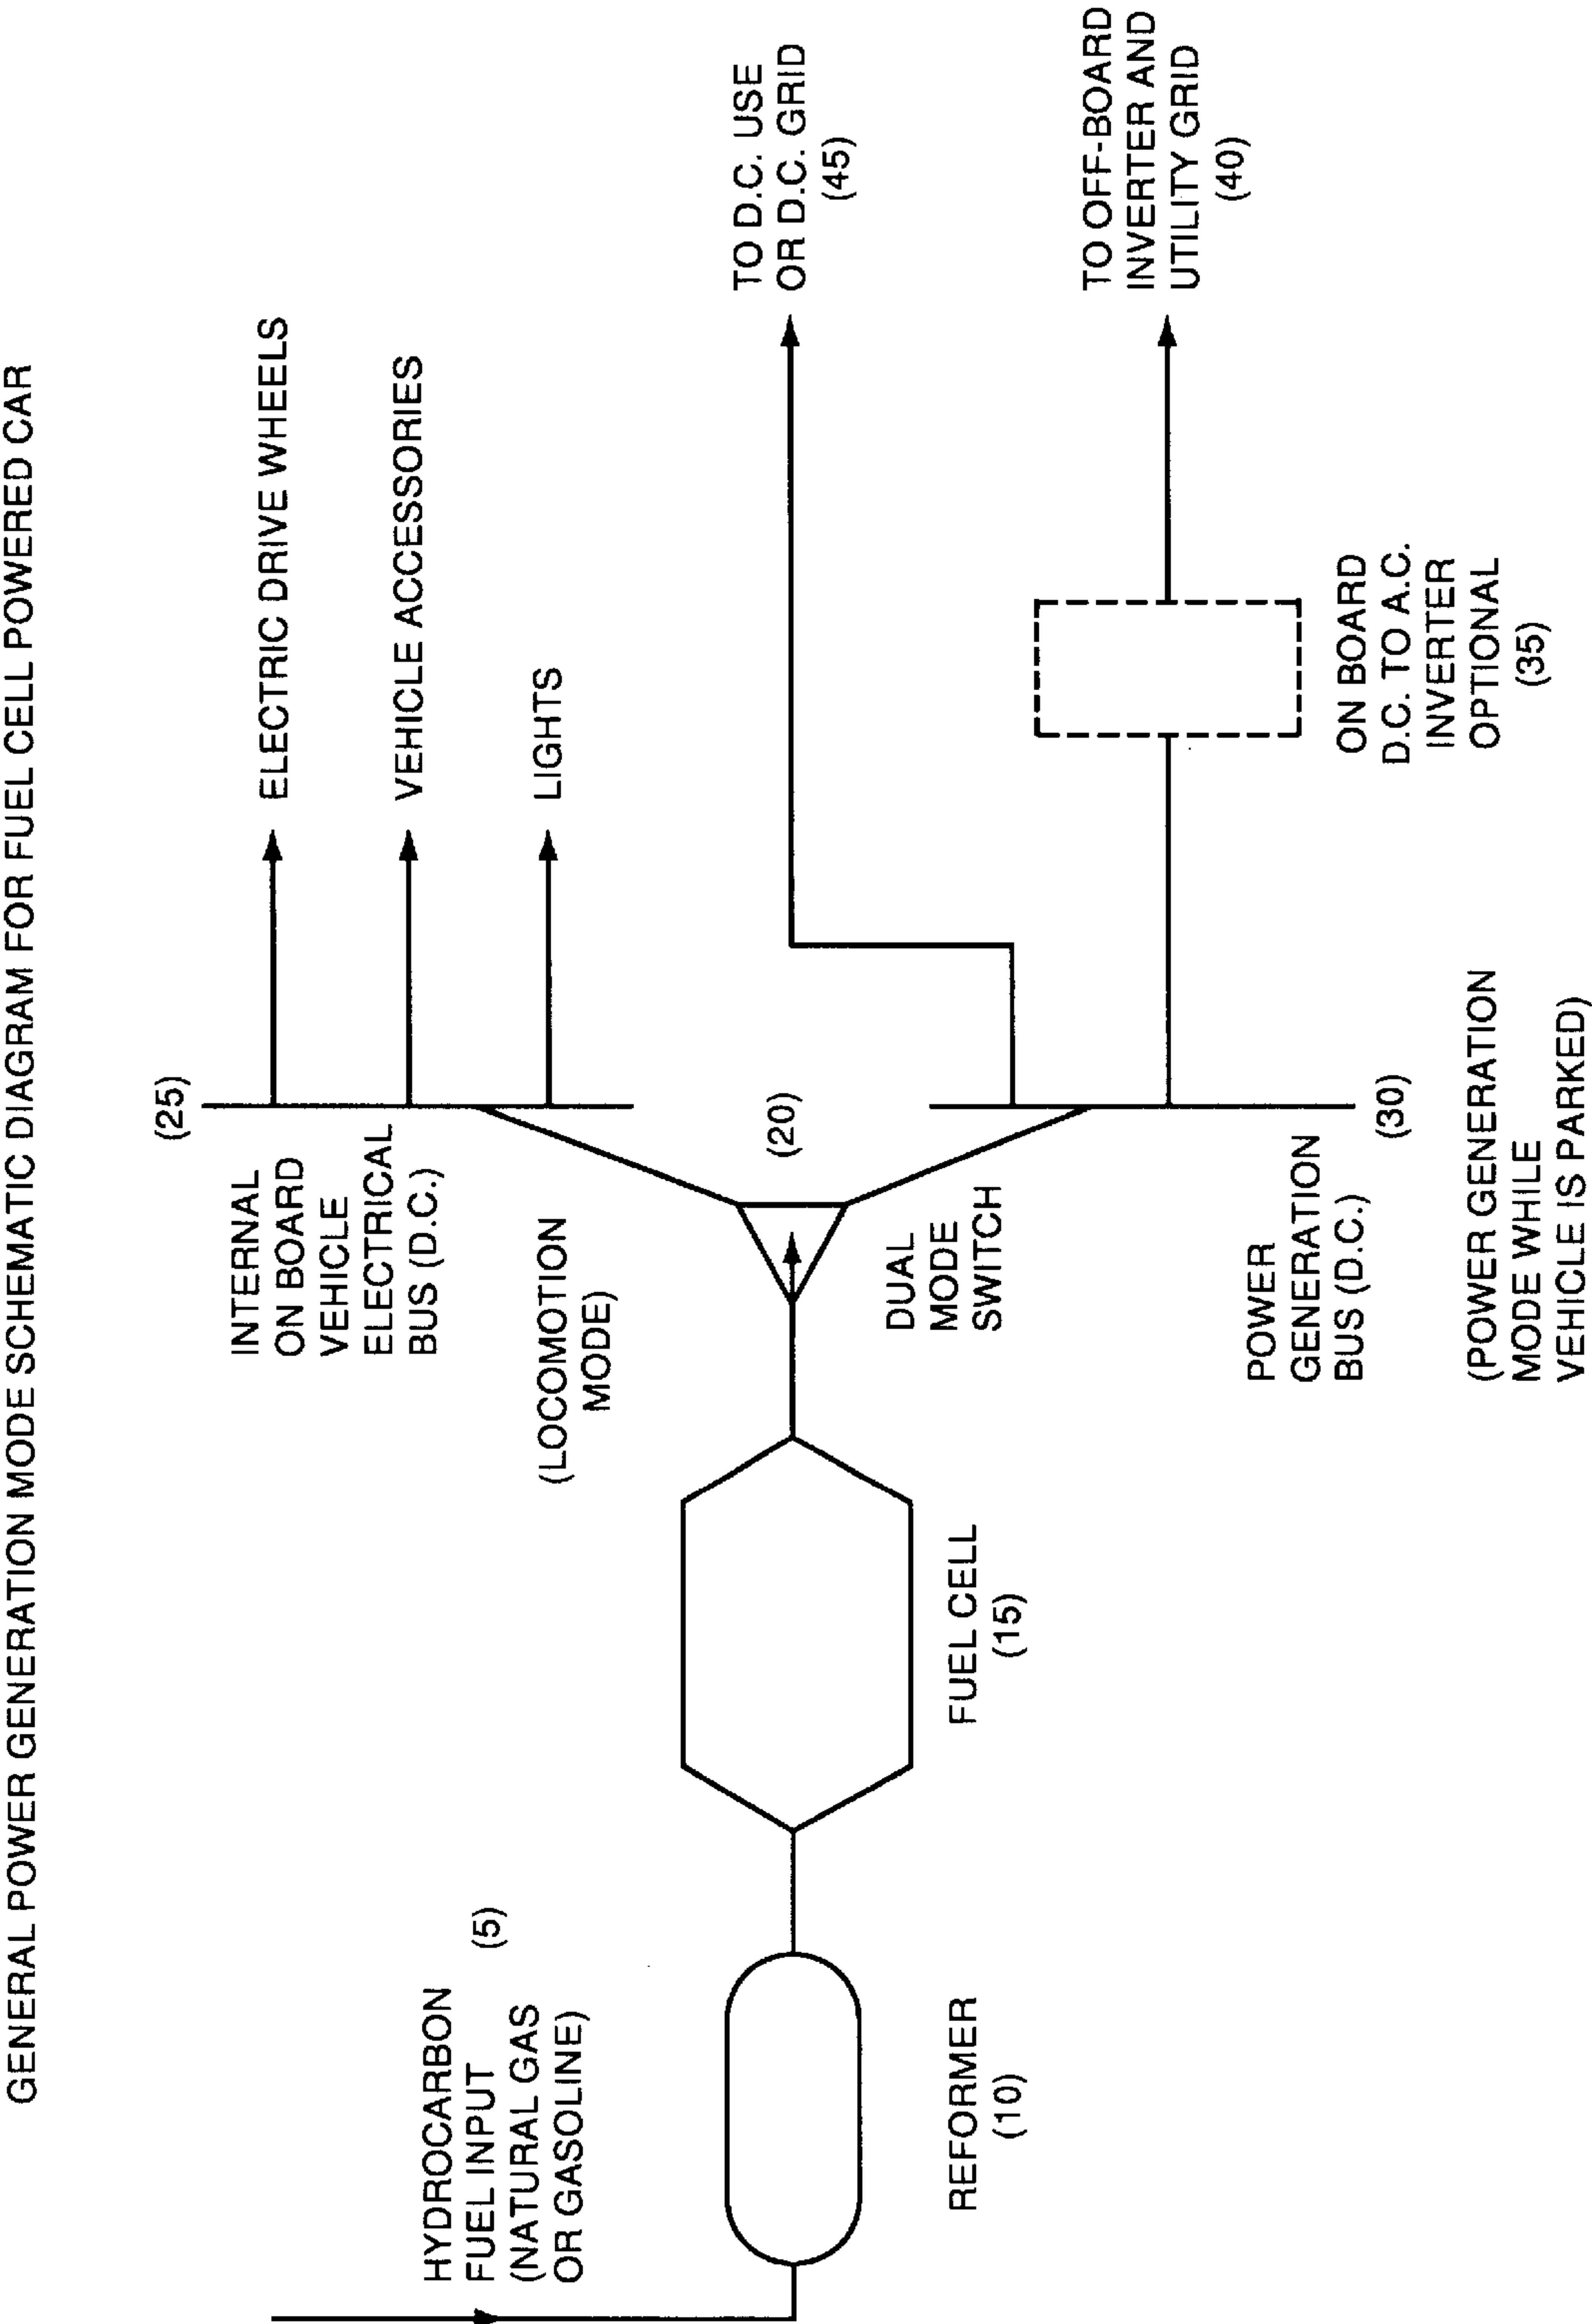 GENERAL POWER GENERATION MODE SCHEMATIC DIAGRAM FOR FUEL CELL POWERED CAR
(25)
INTERNAL
ON BOARD
VEHICLE
ELECTRICAL
BUS (D.C.)
ELECTRIC DRIVE WHEELS
VEHICLE ACCESSORIES
LIGHTS
(LOCOMOTION
MODE)
HYDROCARBON
FUEL INPUT
(5)
(NATURAL GAS
OR GASOLINE)
(20)
DUAL
MODE
SWITCH
TO D.C. USE
OR D.C. GRID
(45)
REFORMER
(10)
FUEL CELL
(15)
TO OFF-BOARD
INVERTER AND
UTILITY GRID
(40)
POWER
GENERATION
BUS (D.C.)
(30)
ON BOARD
D.C. TO A.C.
INVERTER
OPTIONAL
(35)
(POWER GENERATION
MODE WHILE
VEHICLE IS PARKED)